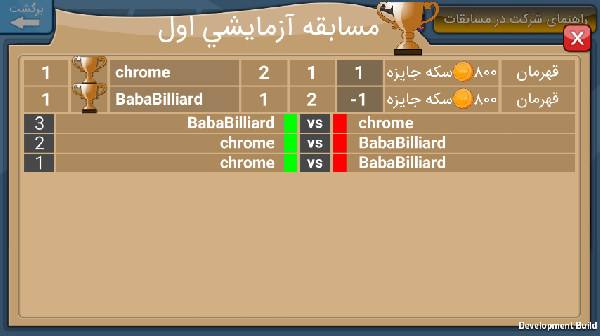 برگشت
مسابقه آزمايشي اول
راهنمای شرکت در مسابقات
1 chrome 2 1 1 ۸۰۰ سکه جایزه قهرمان
1 BabaBilliard 1 2 -1 ۸۰۰ سکه جایزه قهرمان
3 BabaBilliard vs chrome
2 chrome vs BabaBilliard
1 chrome vs BabaBilliard
Development Build